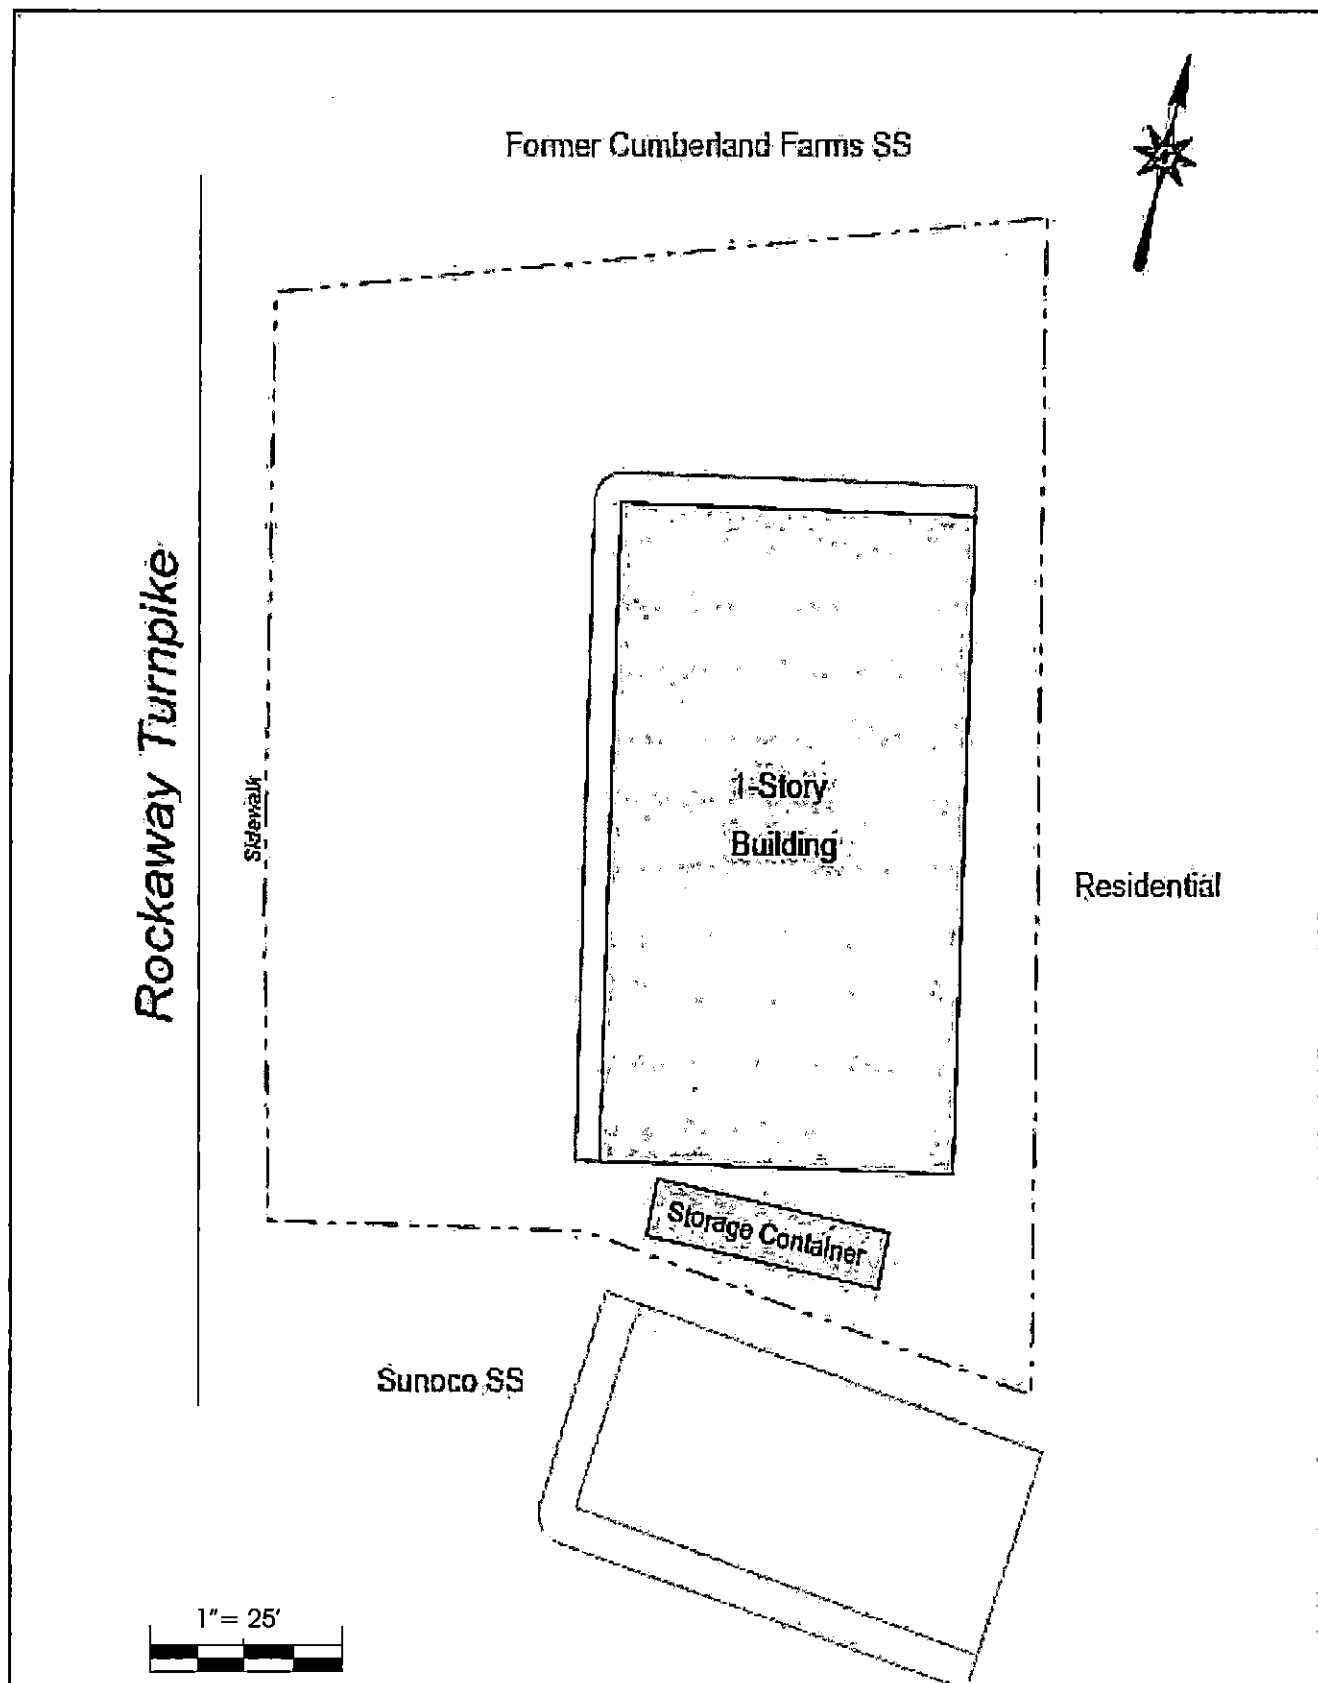 Former Cumberland Farms SS
Rockaway Turnpike
Sidewalk
1-Story
Building
Residential
Storage Container
Sunoco SS
1"= 25'